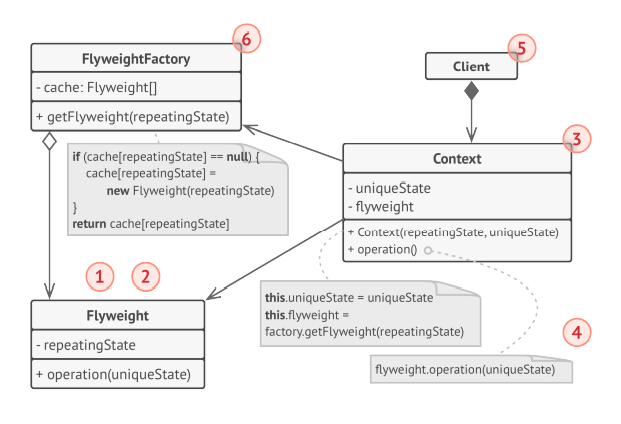 6
FlyweightFactory
- cache: Flyweight[]
+ getFlyweight(repeatingState)
if (cache[repeatingState] == null) {
cache[repeatingState] =
new Flyweight(repeatingState)
}
return cache[repeatingState]
5
Client
3
Context
- uniqueState
- flyweight
+ Context(repeatingState, uniqueState)
+ operation()
this.uniqueState = uniqueState
this.flyweight =
factory.getFlyweight(repeatingState)
4
flyweight.operation(uniqueState)
1
2
Flyweight
- repeatingState
+ operation(uniqueState)